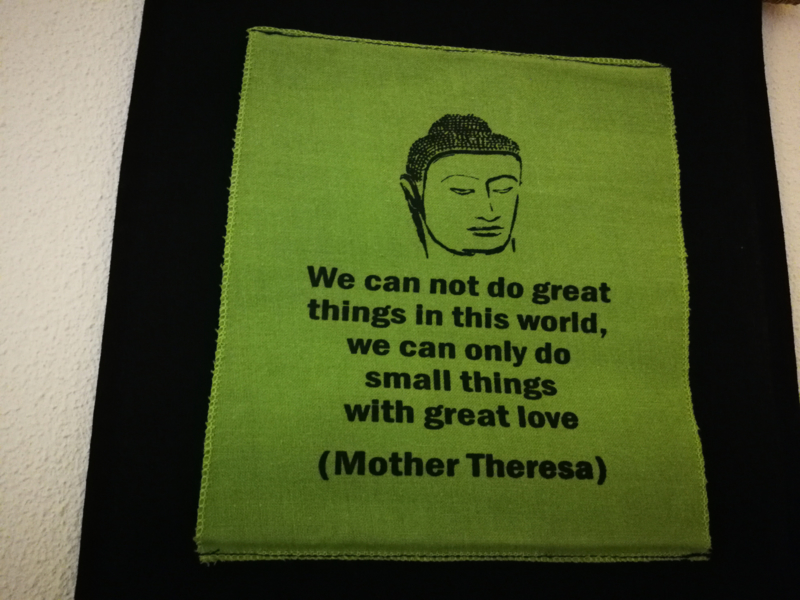 We can not do great
things in this world,
we can only do
small things
with great love
(Mother Theresa)